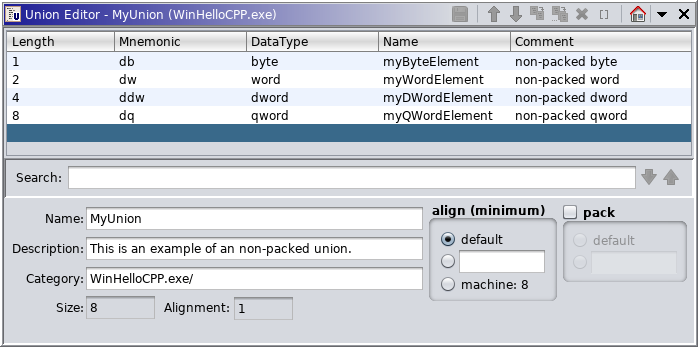 Union Editor - MyUnion (WinHelloCPP.exe)
Length Mnemonic DataType Name Comment
1 db byte myByteElement non-packed byte
2 dw word myWordElement non-packed word
4 ddw dword myDWordElement non-packed dword
8 dq qword myQWordElement non-packed qword
Search:
Name: MyUnion
Description: This is an example of an non-packed union.
Category: WinHelloCPP.exe/
Size: 8 Alignment: 1
align (minimum)
default
machine: 8
pack
default